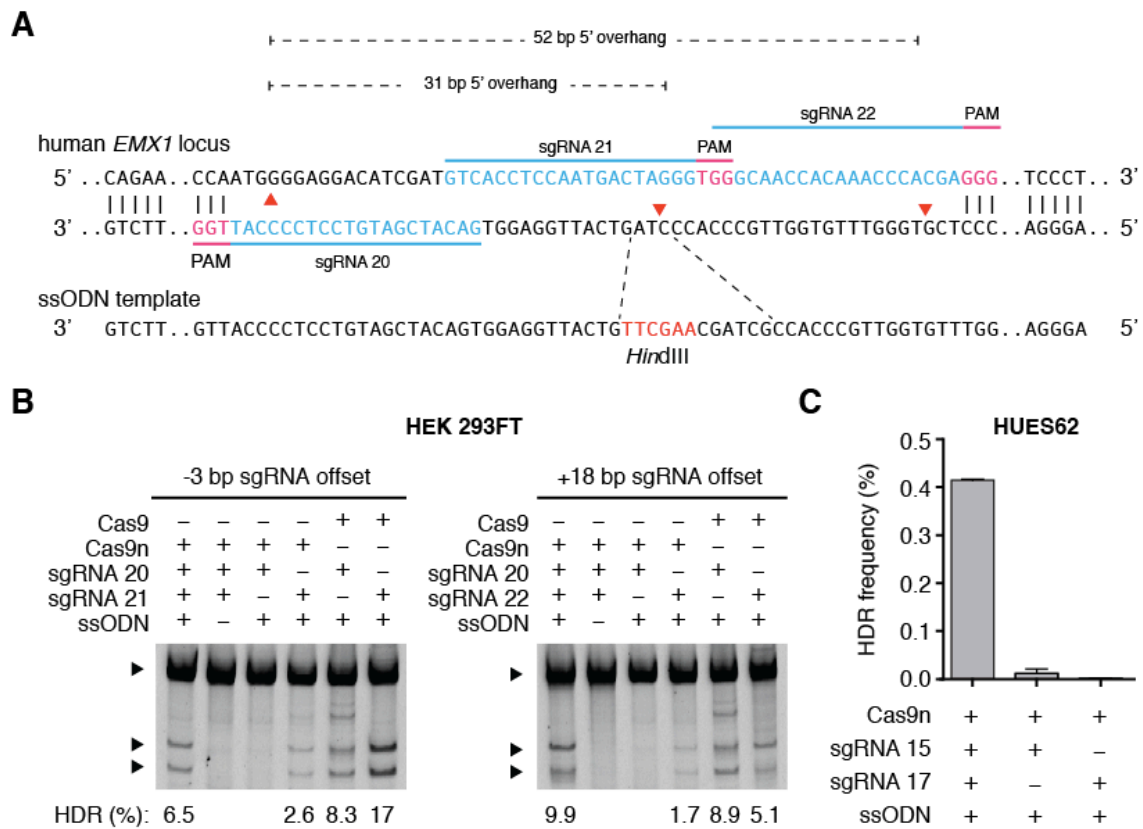 A
52 bp 5' overhang
31 bp 5' overhang
sgRNA 22 PAM
human EMX1 locus
sgRNA 21 PAM
5' ..CAGAA..CCAATGGGGAGGACATCGATGTCACCTCCAATGACTAGGGTGGGCAACCACAAACCCACGAGGG..TCCCT.. 3'
3' ..GTCTT..GGTTACCCCTCCTGTAGCTACAGTGGAGGTTACTGATCCCACCCGTTGGTGTTTGGGTGCTCCC..AGGGA.. 5'
PAM sgRNA 20
ssODN template
3' GTCTT..GTTACCCCTCCTGTAGCTACAGTGGAGGTTACTGTTCGAACGATCGCCACCCGTTGGTGTTTGG..AGGGA 5'
HindIII
B
HEK 293FT
-3 bp sgRNA offset
Cas9 – – – – + +
Cas9n + + + + – –
sgRNA 20 + + + – + –
sgRNA 21 + + – + – +
ssODN + – + + + +
HDR (%): 6.5 2.6 8.3 17
+18 bp sgRNA offset
Cas9 – – – – + +
Cas9n + + + + – –
sgRNA 20 + + + – + –
sgRNA 22 + + – + – +
ssODN + – + + + +
9.9 1.7 8.9 5.1
C
HUES62
HDR frequency (%)
0.5
0.4
0.3
0.2
0.1
0.0
Cas9n + + +
sgRNA 15 + + –
sgRNA 17 + – +
ssODN + + +